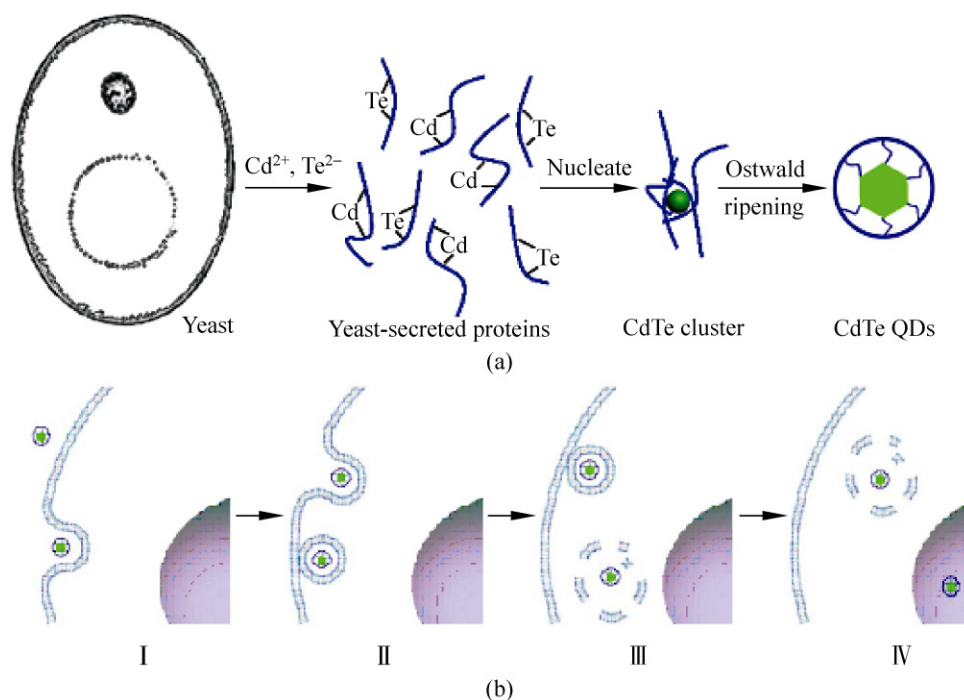 Cd²⁺, Te²⁻
Te
Cd
Te
Cd
Cd
Te
Cd
Te
Nucleate
Ostwald
ripening
Yeast
Yeast-secreted proteins
CdTe cluster
CdTe QDs
(a)
Ⅰ
Ⅱ
Ⅲ
Ⅳ
(b)